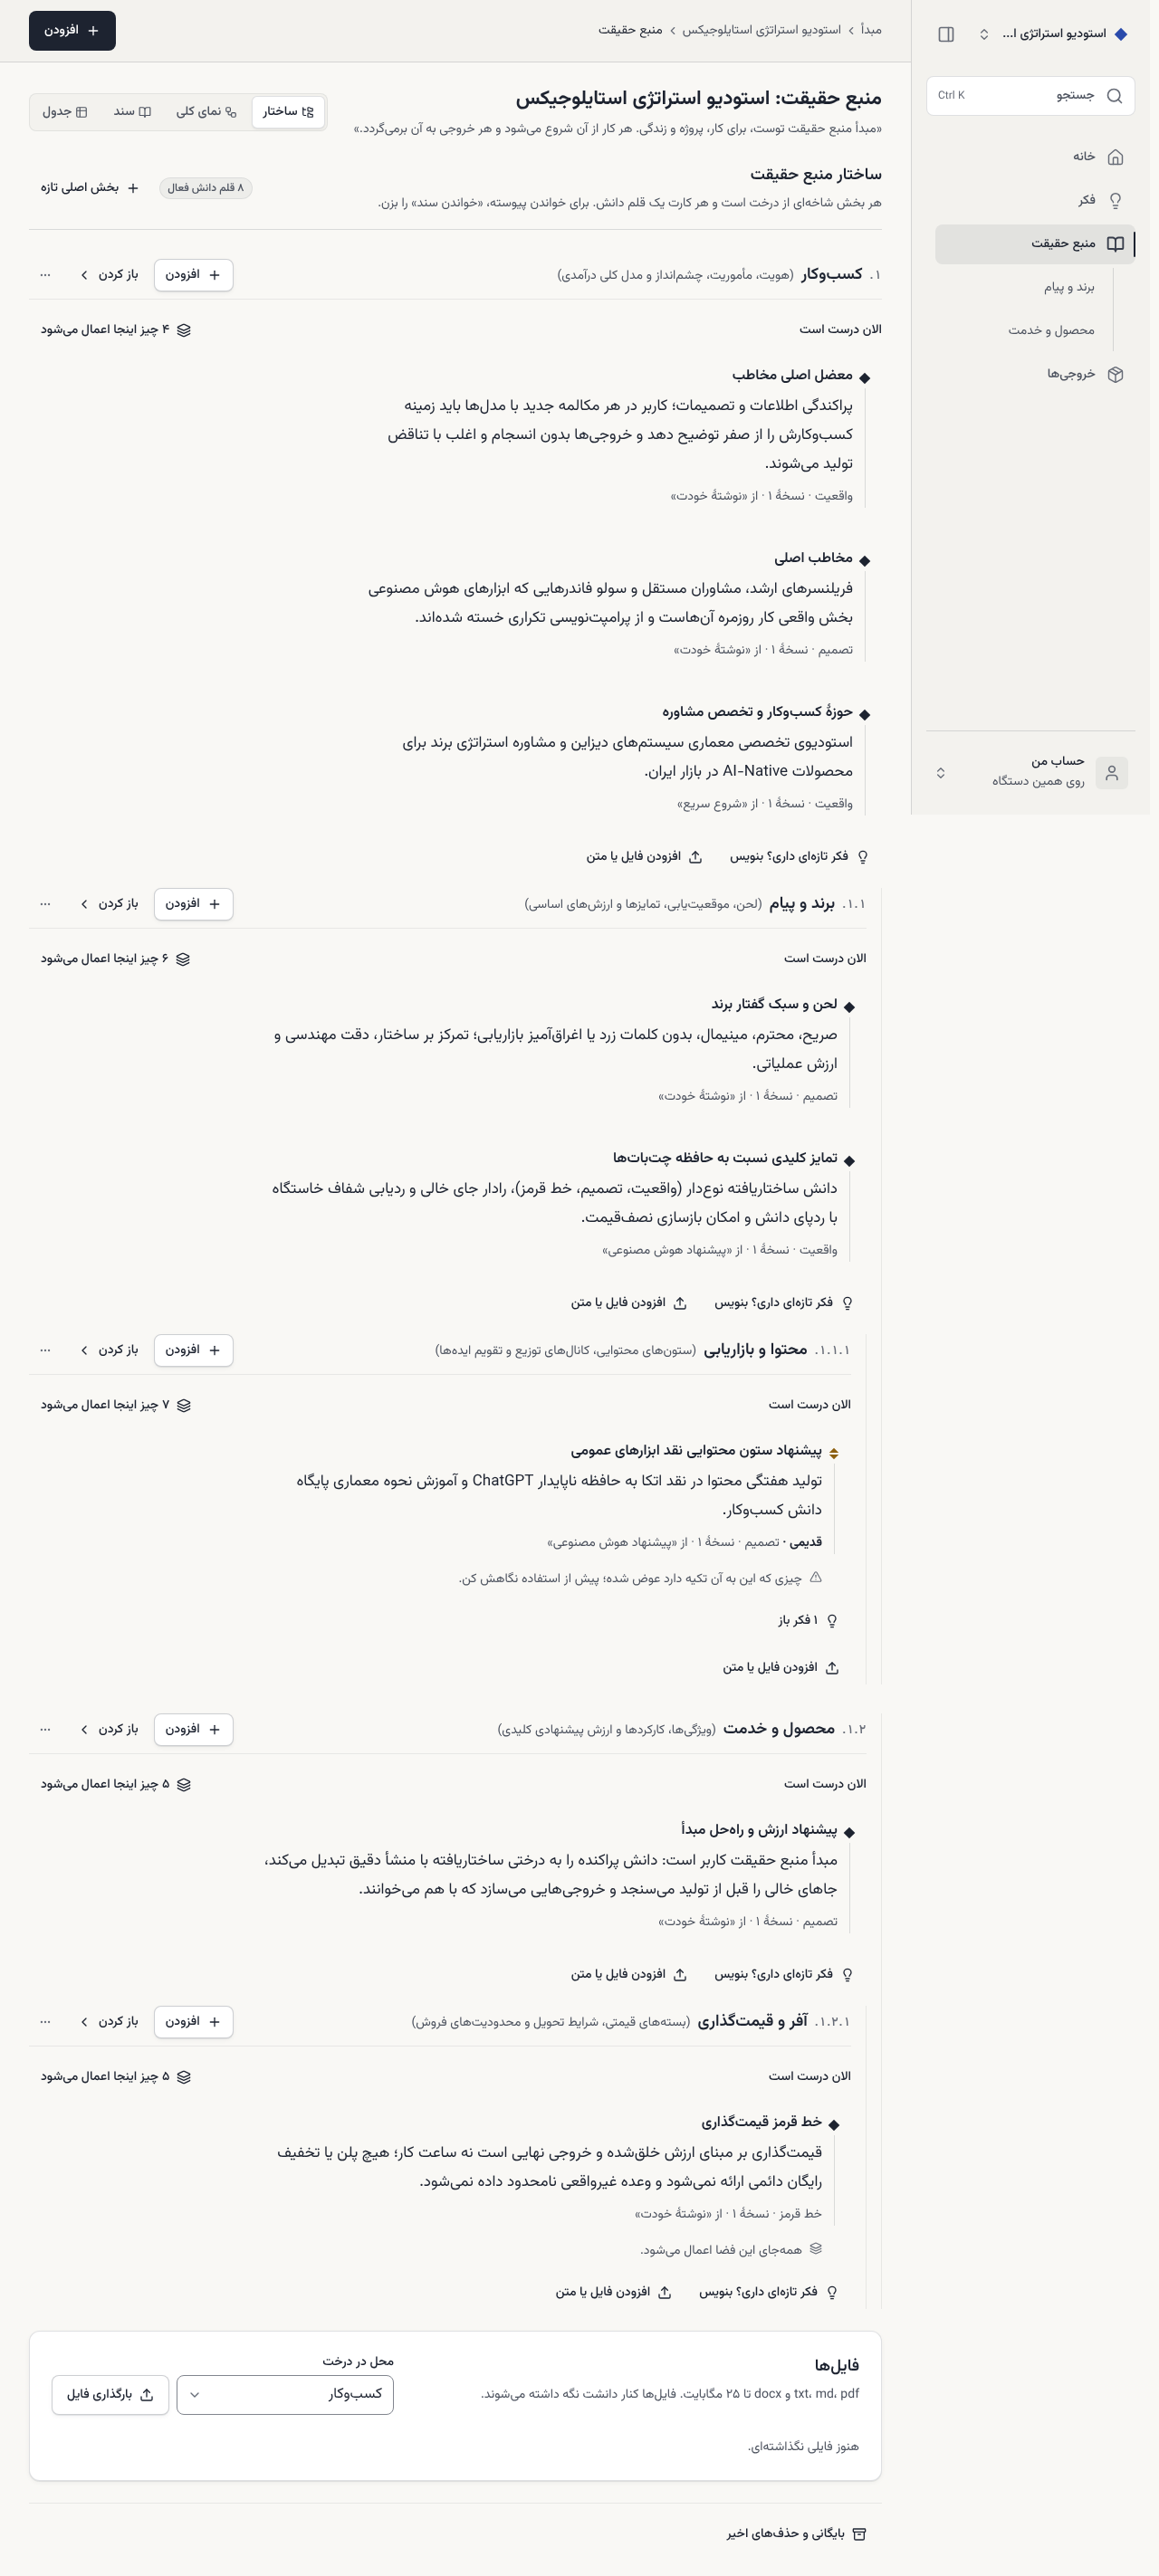 استودیو استراتژی ا...
جستجو
Ctrl K
خانه
فکر
منبع حقیقت
برند و پیام
محصول و خدمت
خروجی‌ها
حساب من
روی همین دستگاه
مبدأ › استودیو استراتژی استایلوجیکس › منبع حقیقت
افزودن
منبع حقیقت: استودیو استراتژی استایلوجیکس
«مبدأ منبع حقیقت توست، برای کار، پروژه و زندگی. هر کار از آن شروع می‌شود و هر خروجی به آن برمی‌گردد.»
ساختار
نمای کلی
سند
جدول
ساختار منبع حقیقت
هر بخش شاخه‌ای از درخت است و هر کارت یک قلم دانش. برای خواندن پیوسته، «خواندن سند» را بزن.
۸ قلم دانش فعال
بخش اصلی تازه
۱. کسب‌وکار (هویت، مأموریت، چشم‌انداز و مدل کلی درآمدی)
افزودن
باز کردن
الان درست است
۴ چیز اینجا اعمال می‌شود
معضل اصلی مخاطب
پراکندگی اطلاعات و تصمیمات؛ کاربر در هر مکالمه جدید با مدل‌ها باید زمینه
کسب‌وکارش را از صفر توضیح دهد و خروجی‌ها بدون انسجام و اغلب با تناقض
تولید می‌شوند.
واقعیت · نسخهٔ ۱ · از «نوشتهٔ خودت»
مخاطب اصلی
فریلنسرهای ارشد، مشاوران مستقل و سولو فاندرهایی که ابزارهای هوش مصنوعی
بخش واقعی کار روزمره آن‌هاست و از پرامپت‌نویسی تکراری خسته شده‌اند.
تصمیم · نسخهٔ ۱ · از «نوشتهٔ خودت»
حوزهٔ کسب‌وکار و تخصص مشاوره
استودیوی تخصصی معماری سیستم‌های دیزاین و مشاوره استراتژی برند برای
محصولات AI-Native در بازار ایران.
واقعیت · نسخهٔ ۱ · از «شروع سریع»
فکر تازه‌ای داری؟ بنویس
افزودن فایل یا متن
۱.۱. برند و پیام (لحن، موقعیت‌یابی، تمایزها و ارزش‌های اساسی)
افزودن
باز کردن
الان درست است
۶ چیز اینجا اعمال می‌شود
لحن و سبک گفتار برند
صریح، محترم، مینیمال، بدون کلمات زرد یا اغراق‌آمیز بازاریابی؛ تمرکز بر ساختار، دقت مهندسی و
ارزش عملیاتی.
تصمیم · نسخهٔ ۱ · از «نوشتهٔ خودت»
تمایز کلیدی نسبت به حافظه چت‌بات‌ها
دانش ساختاریافته نوع‌دار (واقعیت، تصمیم، خط قرمز)، رادار جای خالی و ردیابی شفاف خاستگاه
با ردپای دانش و امکان بازسازی نصف‌قیمت.
واقعیت · نسخهٔ ۱ · از «پیشنهاد هوش مصنوعی»
فکر تازه‌ای داری؟ بنویس
افزودن فایل یا متن
۱.۱.۱. محتوا و بازاریابی (ستون‌های محتوایی، کانال‌های توزیع و تقویم ایده‌ها)
افزودن
باز کردن
الان درست است
۷ چیز اینجا اعمال می‌شود
پیشنهاد ستون محتوایی نقد ابزارهای عمومی
تولید هفتگی محتوا در نقد اتکا به حافظه ناپایدار ChatGPT و آموزش نحوه معماری پایگاه
دانش کسب‌وکار.
قدیمی · تصمیم · نسخهٔ ۱ · از «پیشنهاد هوش مصنوعی»
چیزی که این به آن تکیه دارد عوض شده؛ پیش از استفاده نگاهش کن.
۱ فکر باز
افزودن فایل یا متن
۱.۲. محصول و خدمت (ویژگی‌ها، کارکردها و ارزش پیشنهادی کلیدی)
افزودن
باز کردن
الان درست است
۵ چیز اینجا اعمال می‌شود
پیشنهاد ارزش و راه‌حل مبدأ
مبدأ منبع حقیقت کاربر است: دانش پراکنده را به درختی ساختاریافته با منشأ دقیق تبدیل می‌کند،
جاهای خالی را قبل از تولید می‌سنجد و خروجی‌هایی می‌سازد که با هم می‌خوانند.
تصمیم · نسخهٔ ۱ · از «نوشتهٔ خودت»
فکر تازه‌ای داری؟ بنویس
افزودن فایل یا متن
۱.۲.۱. آفر و قیمت‌گذاری (بسته‌های قیمتی، شرایط تحویل و محدودیت‌های فروش)
افزودن
باز کردن
الان درست است
۵ چیز اینجا اعمال می‌شود
خط قرمز قیمت‌گذاری
قیمت‌گذاری بر مبنای ارزش خلق‌شده و خروجی نهایی است نه ساعت کار؛ هیچ پلن یا تخفیف
رایگان دائمی ارائه نمی‌شود و وعده غیرواقعی نامحدود داده نمی‌شود.
خط قرمز · نسخهٔ ۱ · از «نوشتهٔ خودت»
همه‌جای این فضا اعمال می‌شود.
فکر تازه‌ای داری؟ بنویس
افزودن فایل یا متن
فایل‌ها
txt، md، pdf و docx تا ۲۵ مگابایت. فایل‌ها کنار دانشت نگه داشته می‌شوند.
محل در درخت
کسب‌وکار
بارگذاری فایل
هنوز فایلی نگذاشته‌ای.
بایگانی و حذف‌های اخیر